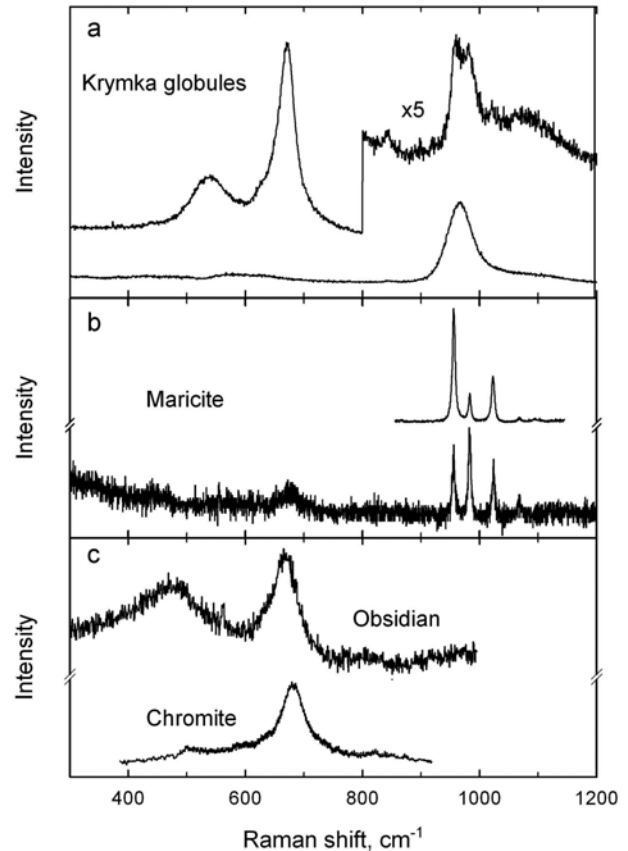 a
Krymka globules
x5
Intensity
b
Maricite
Intensity
c
Obsidian
Chromite
Intensity
400 600 800 1000 1200
Raman shift, cm⁻¹